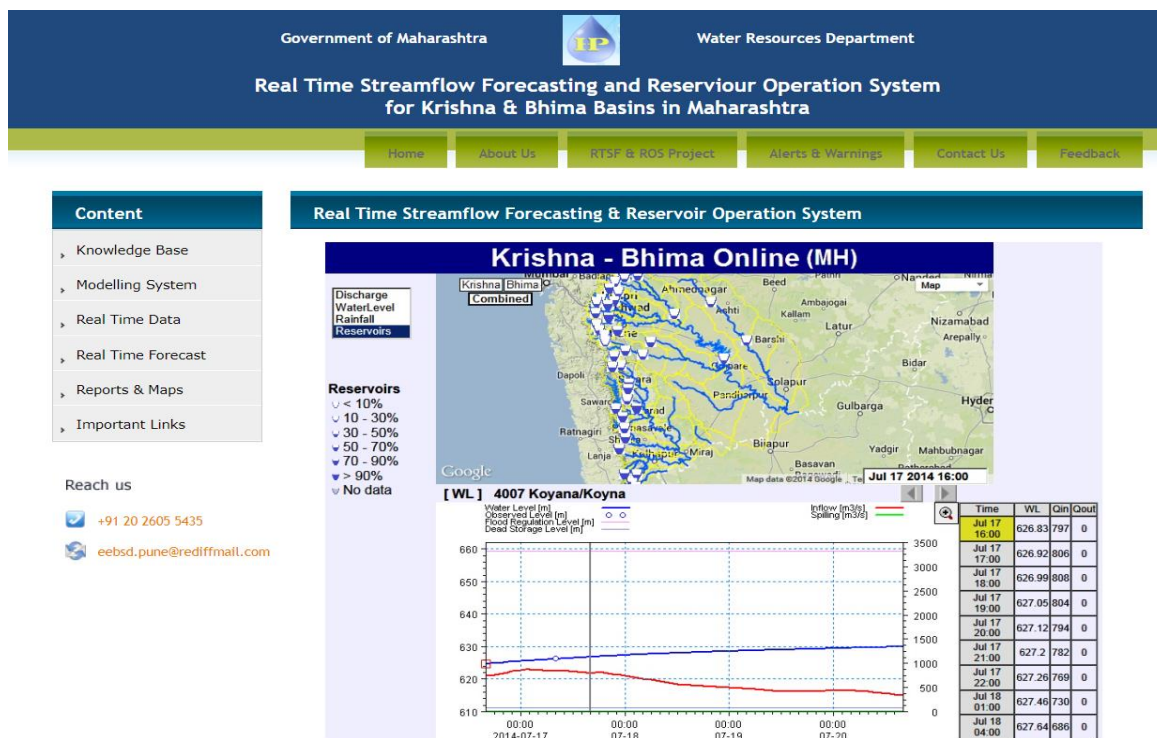 Government of Maharashtra
HP
Water Resources Department
Real Time Streamflow Forecasting and Reserviour Operation System
for Krishna & Bhima Basins in Maharashtra
Home About Us RTSF & ROS Project Alerts & Warnings Contact Us Feedback
Content
Knowledge Base
Modelling System
Real Time Data
Real Time Forecast
Reports & Maps
Important Links
Reach us
+91 20 2605 5435
eebsd.pune@rediffmail.com
Real Time Streamflow Forecasting & Reservoir Operation System
Krishna - Bhima Online (MH)
Discharge
WaterLevel
Rainfall
Reservoirs
Reservoirs
< 10%
10 - 30%
30 - 50%
50 - 70%
70 - 90%
> 90%
No data
Krishna Bhima
Combined
Map
Ahmednagar
Beed
Ambajogai
Kallam
Latur
Nizamabad
Barshi
Arepally
Bidar
Dapoli
Solapur
Gulbarga
Ratnagiri
Miraj
Bijapur
Lanja
Yadgir
Mahbubnagar
Basavan
Google
Map data ©2014 Google
Jul 17 2014 16:00
[ WL ] 4007 Koyana/Koyna
Water Level [m]
Observed Level [m]
Flood Regulation Level [m]
Dead Storage Level [m]
Inflow [m3/s]
Spilling [m3/s]
660
650
640
630
620
610
3500
3000
2500
2000
1500
1000
500
0
00:00 00:00 00:00 00:00
2014-07-17 07-18 07-19 07-20
Time WL Qin Qout
Jul 17 16:00 626.83 797 0
Jul 17 17:00 626.92 806 0
Jul 17 18:00 626.99 808 0
Jul 17 19:00 627.05 804 0
Jul 17 20:00 627.12 794 0
Jul 17 21:00 627.2 782 0
Jul 17 22:00 627.26 769 0
Jul 18 01:00 627.46 730 0
Jul 18 04:00 627.64 686 0